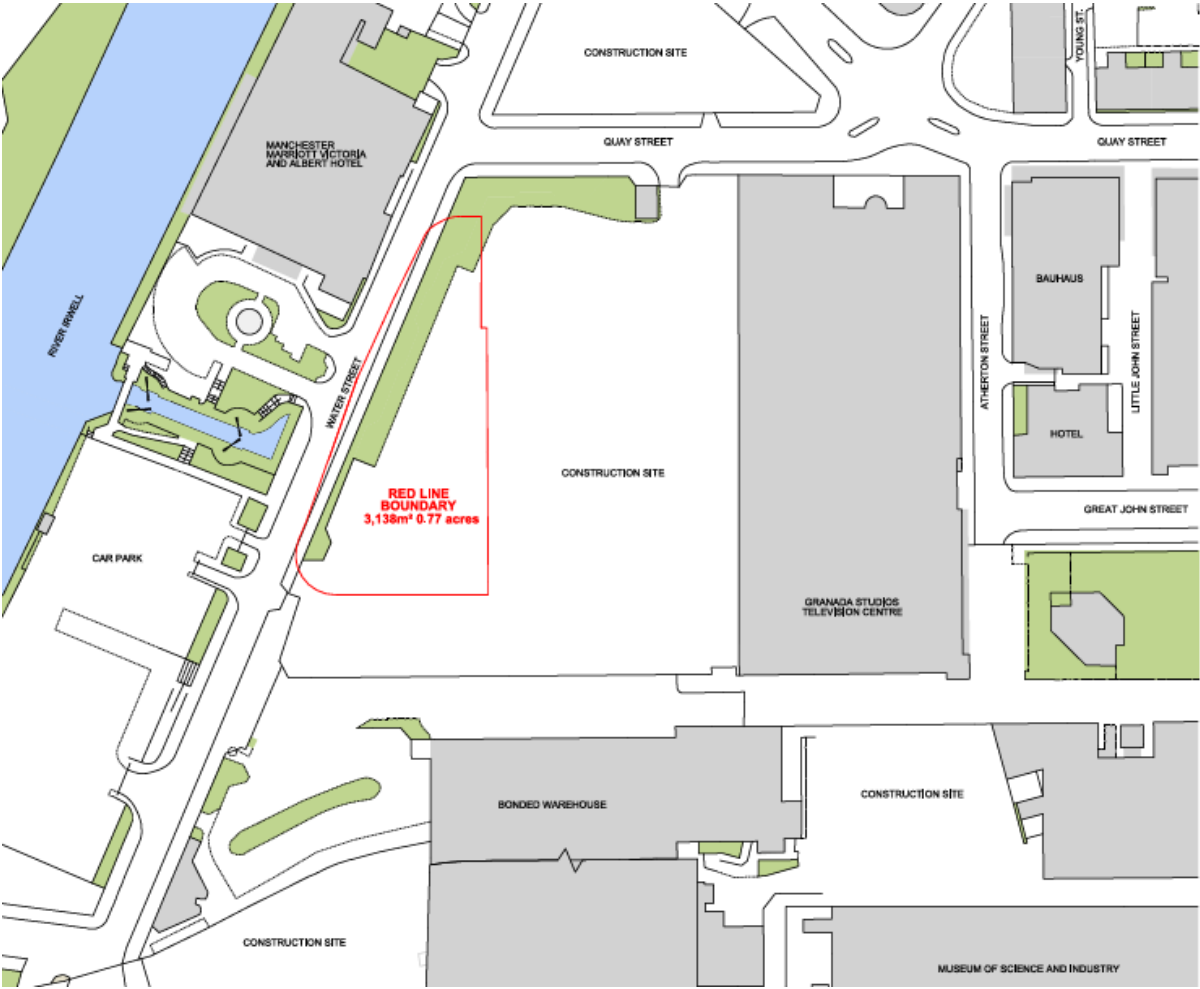 CONSTRUCTION SITE
YOUNG ST.
QUAY STREET
QUAY STREET
MANCHESTER
MARRIOTT VICTORIA
AND ALBERT HOTEL
BAUHAUS
RIVER IRWELL
WATER STREET
ATHERTON STREET
LITTLE JOHN STREET
HOTEL
CONSTRUCTION SITE
RED LINE
BOUNDARY
3,138m² 0.77 acres
GREAT JOHN STREET
CAR PARK
GRANADA STUDIOS
TELEVISION CENTRE
BONDED WAREHOUSE
CONSTRUCTION SITE
CONSTRUCTION SITE
MUSEUM OF SCIENCE AND INDUSTRY